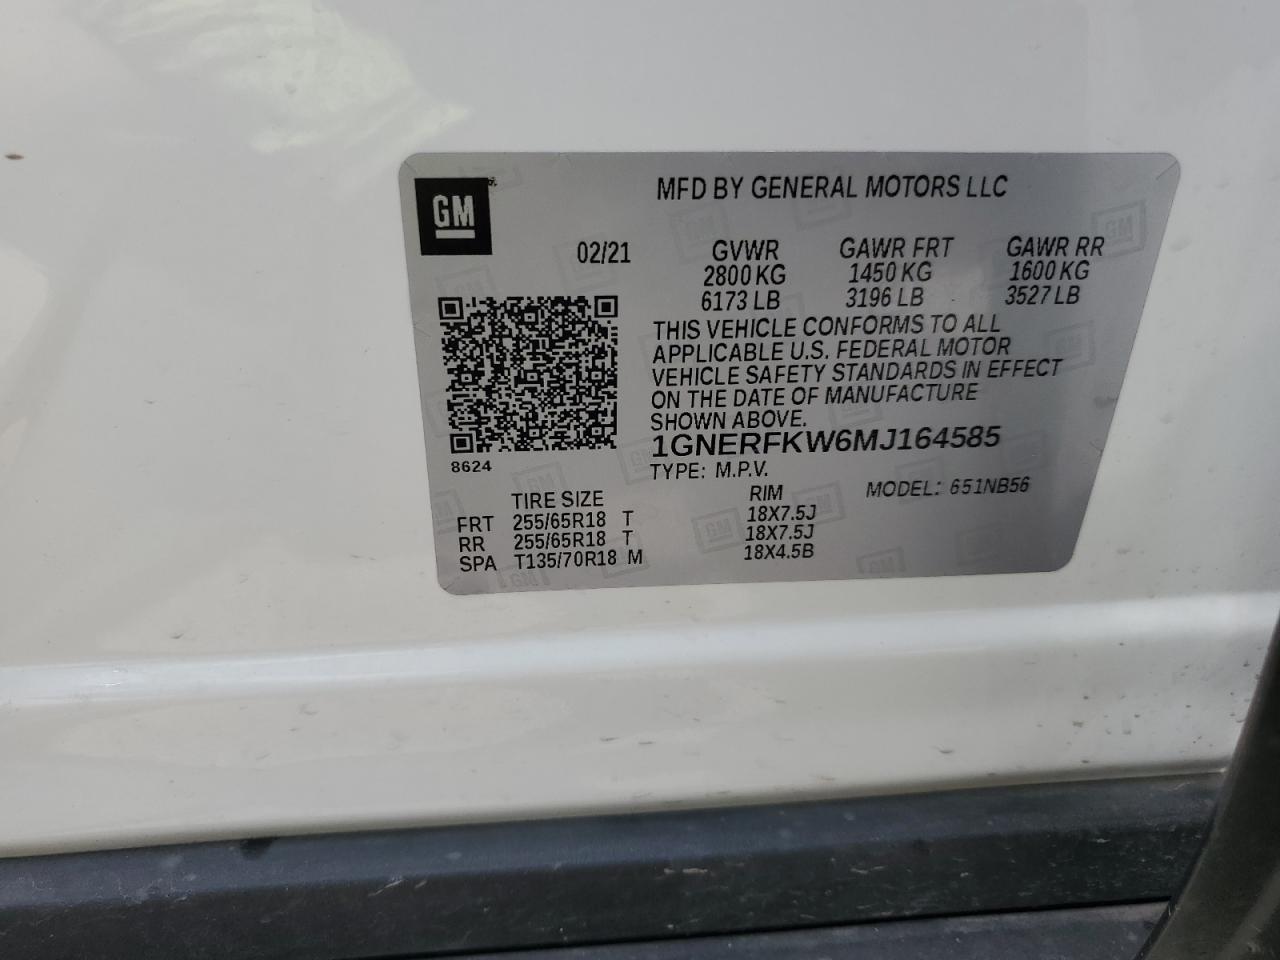 GM
MFD BY GENERAL MOTORS LLC
02/21 GVWR GAWR FRT GAWR RR
2800 KG 1450 KG 1600 KG
6173 LB 3196 LB 3527 LB
THIS VEHICLE CONFORMS TO ALL
APPLICABLE U.S. FEDERAL MOTOR
VEHICLE SAFETY STANDARDS IN EFFECT
ON THE DATE OF MANUFACTURE
SHOWN ABOVE.
1GNERFKW6MJ164585
8624
TYPE: M.P.V. MODEL: 651NB56
TIRE SIZE RIM
FRT 255/65R18 T 18X7.5J
RR 255/65R18 T 18X7.5J
SPA T135/70R18 M 18X4.5B